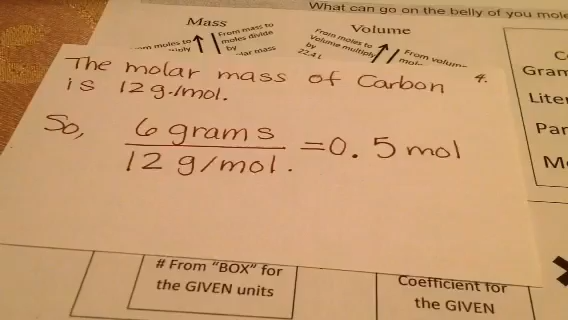 What can go on the belly of you mole
Mass
Volume
moles to
From mass to
moles divide
by
mass
From moles to
Volume multiply
by
22.4 L
From
The molar mass of Carbon
is 12 g./mol.
4.
So, 6 grams
12 g/mol.
=0.5 mol
Gram
Liter
Par
# From "BOX" for
the GIVEN units
Coefficient for
the GIVEN